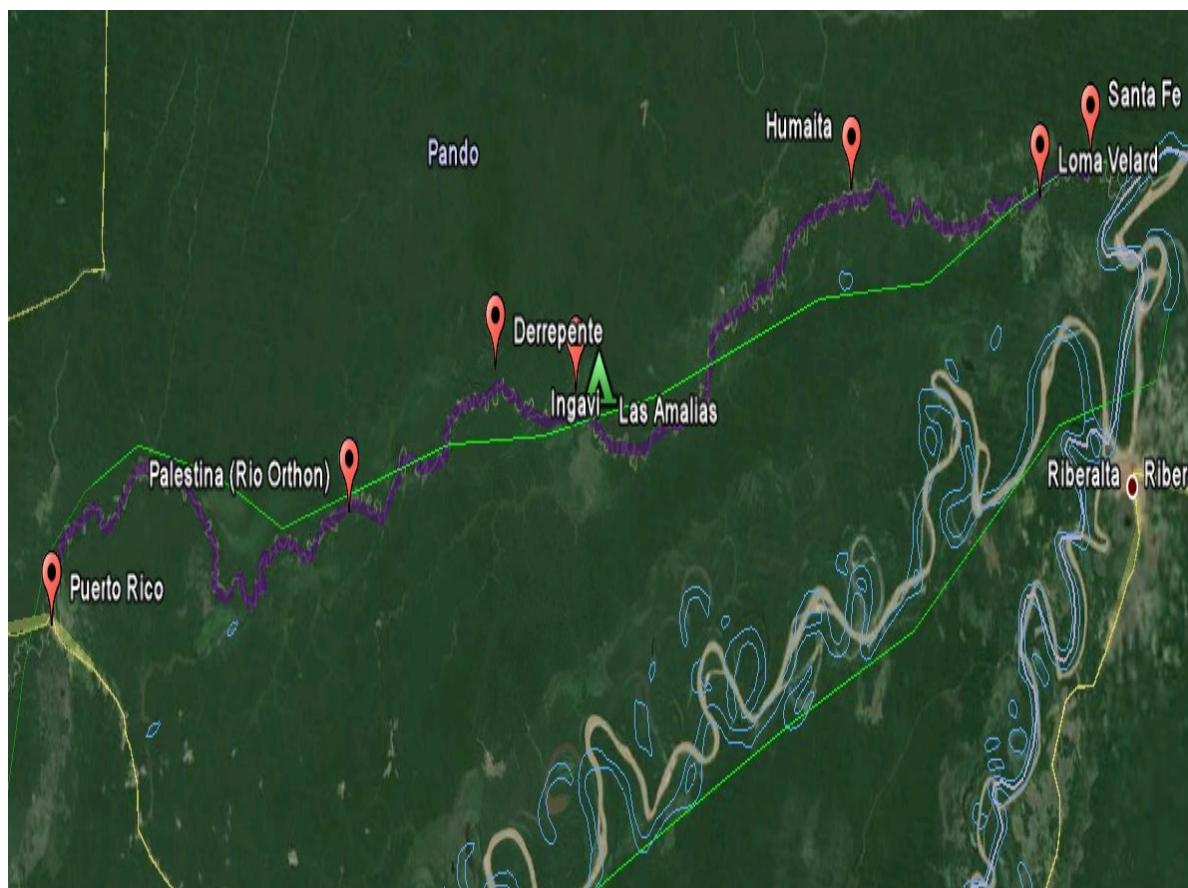 Santa Fe
Humaita
Loma Velard
Pando
Derrepente
Ingavi
Las Amalias
Palestina (Rio Orthon)
Riberalta
Riber
Puerto Rico